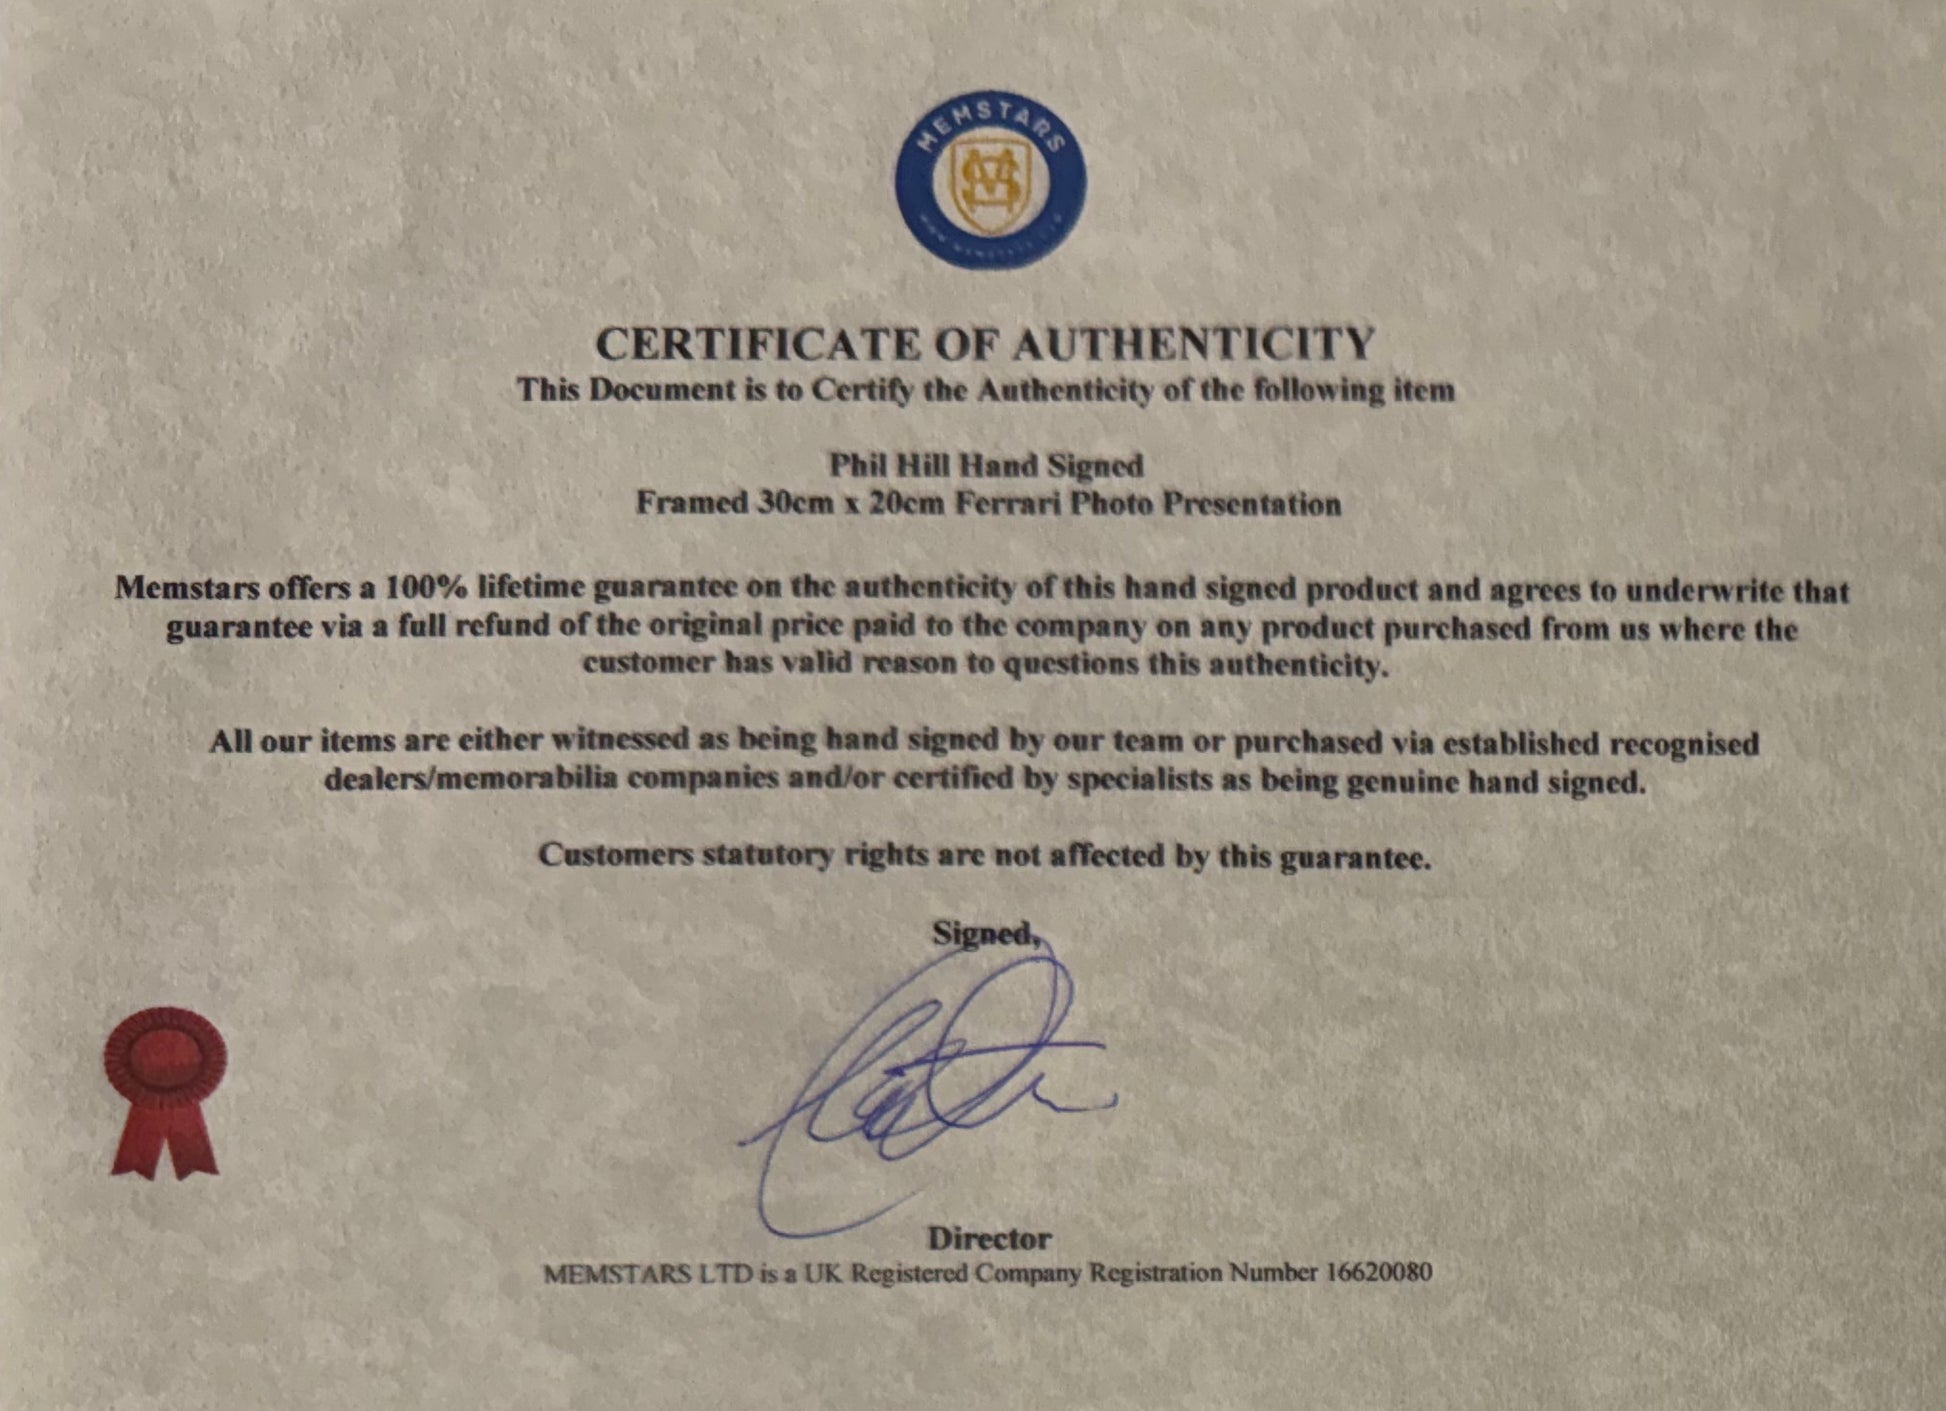 MEMSTARS
CERTIFICATE OF AUTHENTICITY
This Document is to Certify the Authenticity of the following item
Phil Hill Hand Signed
Framed 30cm x 20cm Ferrari Photo Presentation
Memstars offers a 100% lifetime guarantee on the authenticity of this hand signed product and agrees to underwrite that
guarantee via a full refund of the original price paid to the company on any product purchased from us where the
customer has valid reason to questions this authenticity.
All our items are either witnessed as being hand signed by our team or purchased via established recognised
dealers/memorabilia companies and/or certified by specialists as being genuine hand signed.
Customers statutory rights are not affected by this guarantee.
Signed,
Director
MEMSTARS LTD is a UK Registered Company Registration Number 16620080